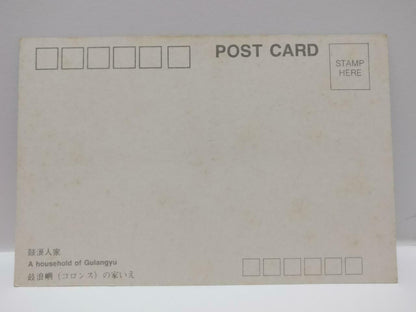 POST CARD
STAMP
HERE
鼓浪人家
A household of Gulangyu
鼓浪嶼（コロンス）の家いえ